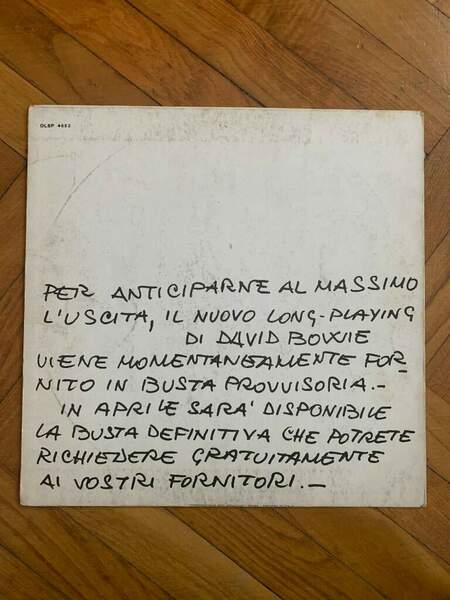 DLSP 4052
PER ANTICIPARNE AL MASSIMO
L'USCITA, IL NUOVO LONG-PLAYING
DI DAVID BOWIE
VIENE MOMENTANEAMENTE FOR-
NITO IN BUSTA PROVVISORIA.-
IN APRILE SARA' DISPONIBILE
LA BUSTA DEFINITIVA CHE POTRETE
RICHIEDERE GRATUITAMENTE
AI VOSTRI FORNITORI.-